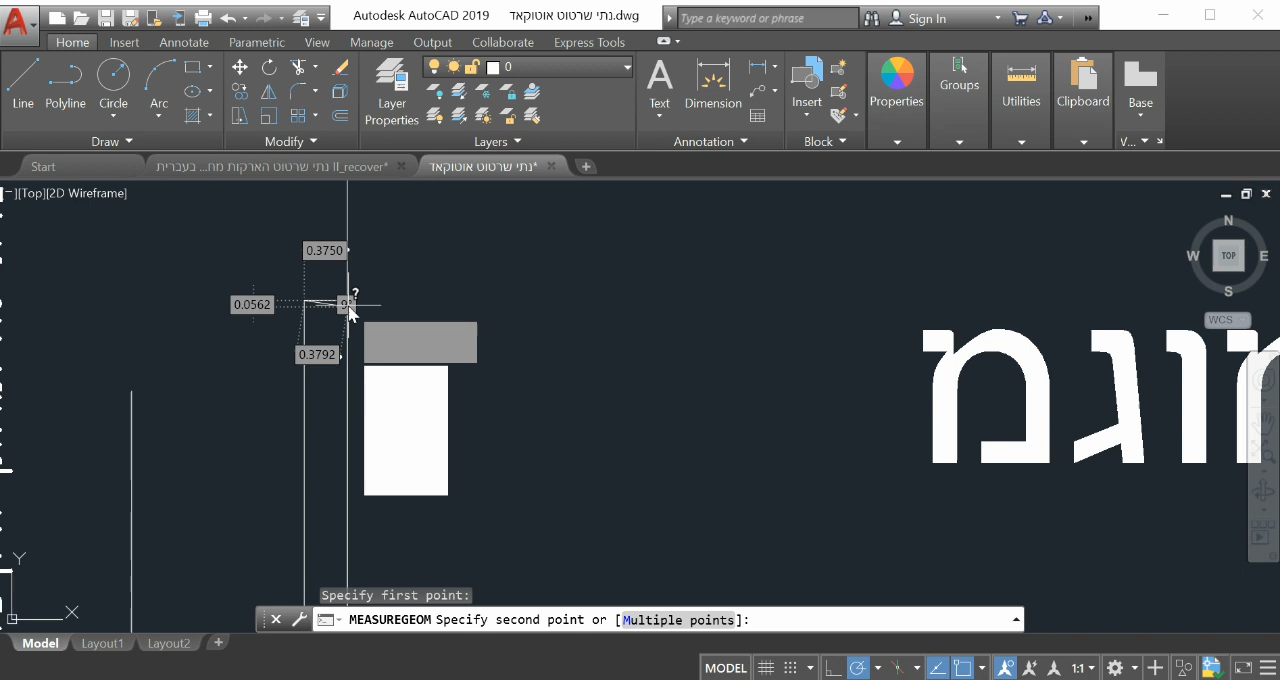 Autodesk AutoCAD 2019 נתי שרטוט אוטוקאד.dwg
Type a keyword or phrase
Sign In
Home Insert Annotate Parametric View Manage Output Collaborate Express Tools
0
Line Polyline Circle Arc
Layer Properties
Text Dimension
Insert
Properties Groups Utilities Clipboard Base
Draw Modify Layers Annotation Block V...
Start
נתי שרטוט הארקות מח... בעברית II_recover*
נתי שרטוט אוטוקאד*
+
−][Top][2D Wireframe]
N
W TOP E
S
WCS
0.3750
?
0.0562
9°
0.3792
מוגמ
Y
X
Specify first point:
MEASUREGEOM Specify second point or [Multiple points]:
Model Layout1 Layout2 +
MODEL
1:1